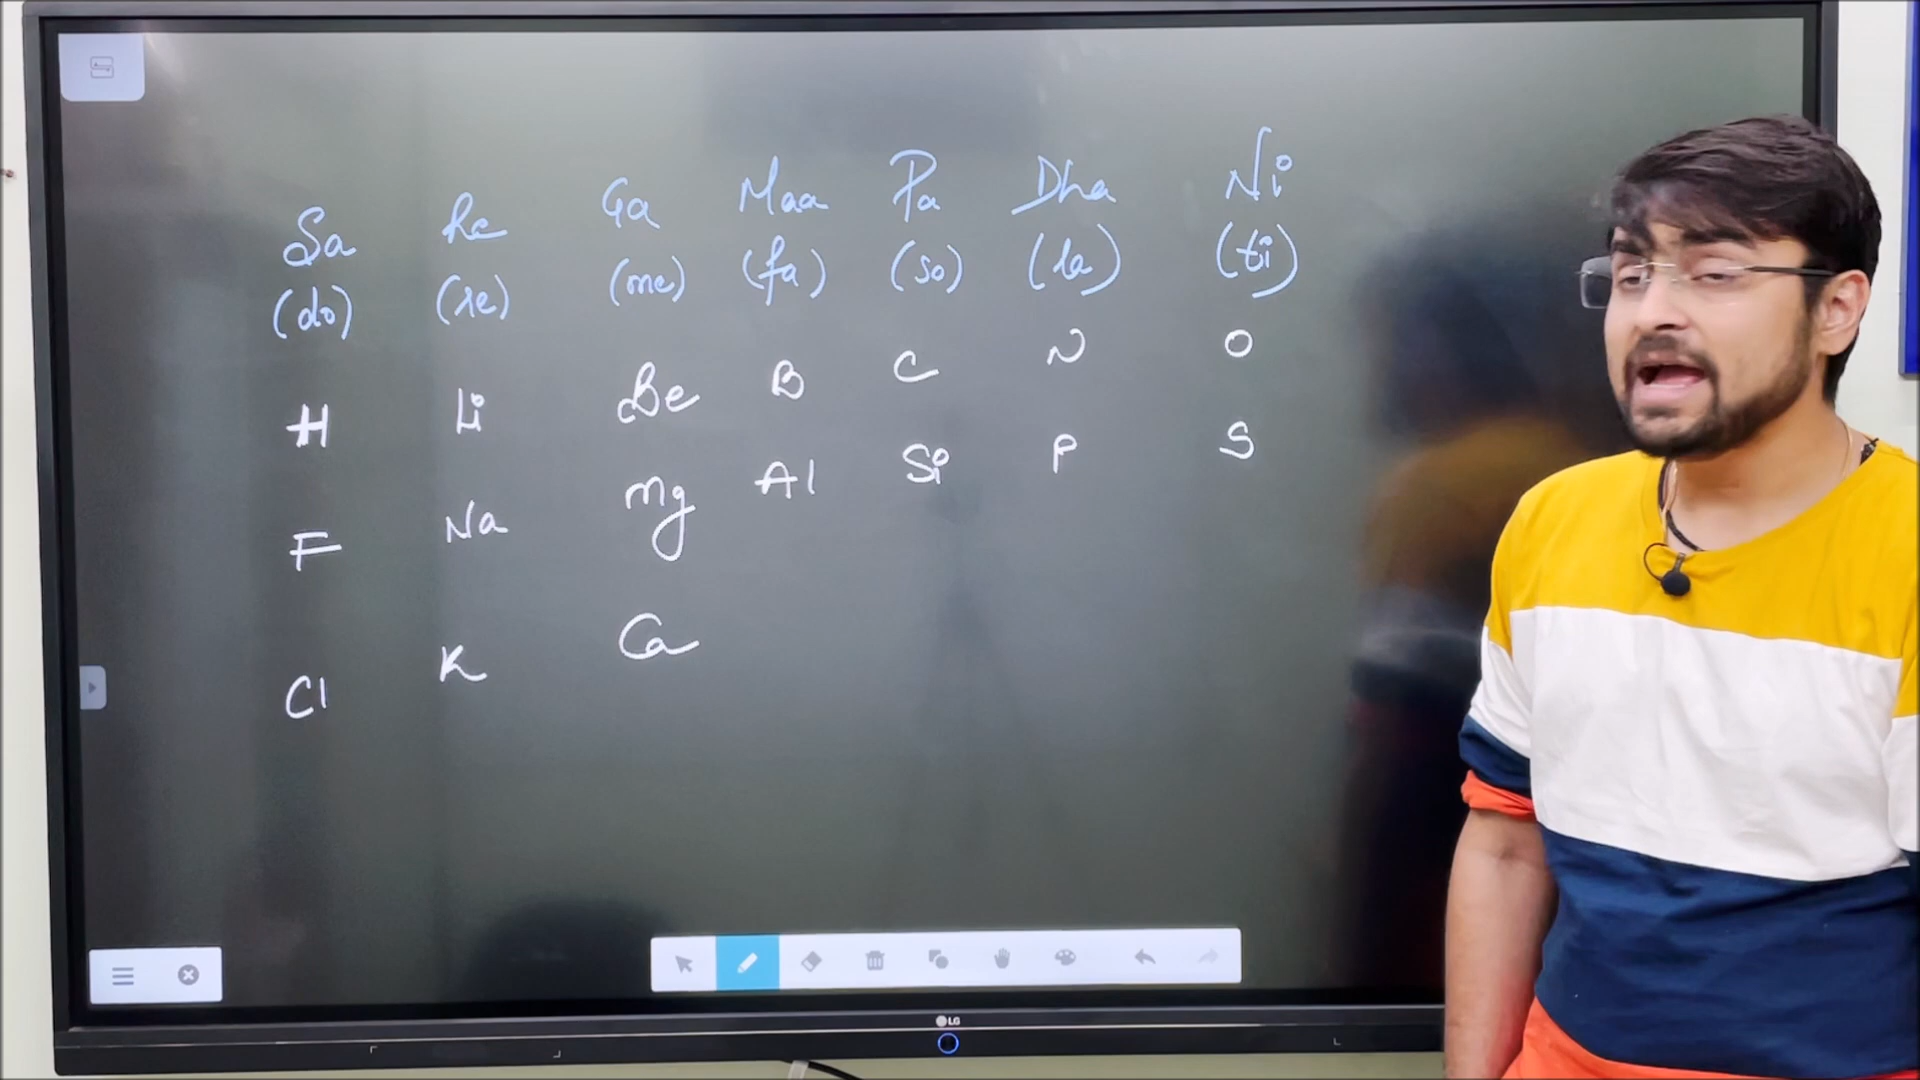 Sa Re Ga Maa Pa Dha Ni
(do) (re) (me) (fa) (so) (la) (ti)
H Li Be B C N O
F Na Mg Al Si P S
Cl K Ca
LG